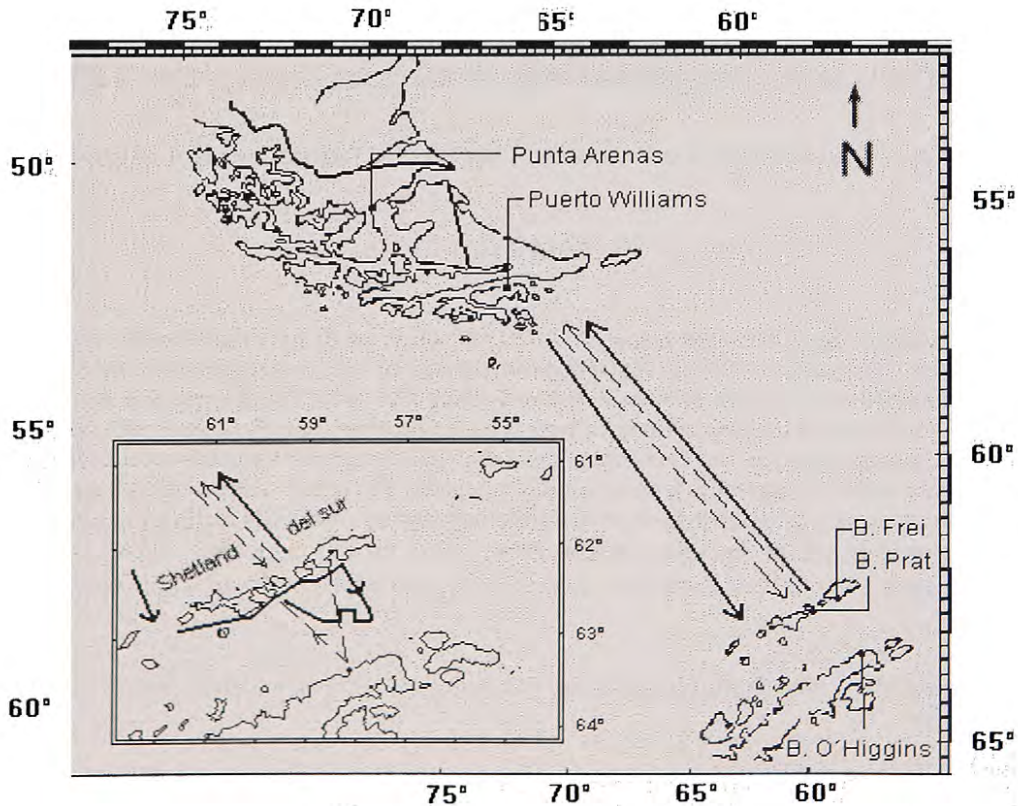 75° 70° 65° 60°
N
50°
Punta Arenas
55°
Puerto Williams
55°
61° 59° 57° 55°
60°
61°
del sur
Shetland
62°
B. Frei
B. Prat
63°
60°
64°
B. O'Higgins
65°
75° 70° 65° 60°